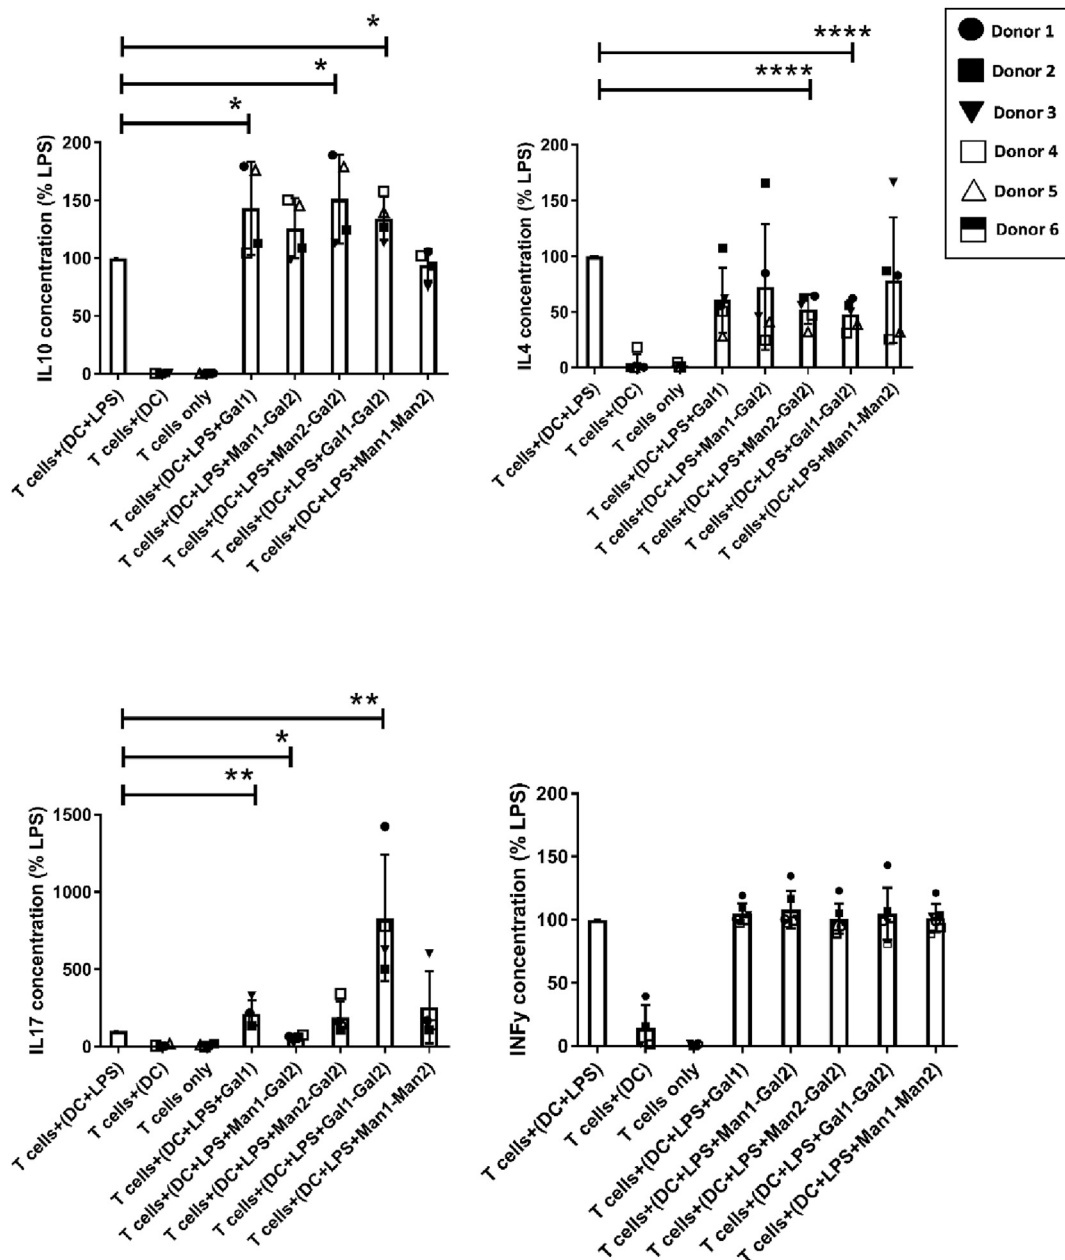 *
*
*
IL10 concentration (% LPS)
200
150
100
50
0
T cells+(DC+LPS)
T cells+(DC)
T cells only
T cells+(DC+LPS+Gal1)
T cells+(DC+LPS+Man1-Gal2)
T cells+(DC+LPS+Man2-Gal2)
T cells+(DC+LPS+Gal1-Gal2)
T cells+(DC+LPS+Man1-Man2)
****
****
IL4 concentration (% LPS)
200
150
100
50
0
T cells+(DC+LPS)
T cells+(DC)
T cells only
T cells+(DC+LPS+Gal1)
T cells+(DC+LPS+Man1-Gal2)
T cells+(DC+LPS+Man2-Gal2)
T cells+(DC+LPS+Gal1-Gal2)
T cells+(DC+LPS+Man1-Man2)
Donor 1
Donor 2
Donor 3
Donor 4
Donor 5
Donor 6
**
*
**
IL17 concentration (% LPS)
1500
1000
500
0
T cells+(DC+LPS)
T cells+(DC)
T cells only
T cells+(DC+LPS+Gal1)
T cells+(DC+LPS+Man1-Gal2)
T cells+(DC+LPS+Man2-Gal2)
T cells+(DC+LPS+Gal1-Gal2)
T cells+(DC+LPS+Man1-Man2)
INFy concentration (% LPS)
200
150
100
50
0
T cells+(DC+LPS)
T cells+(DC)
T cells only
T cells+(DC+LPS+Gal1)
T cells+(DC+LPS+Man1-Gal2)
T cells+(DC+LPS+Man2-Gal2)
T cells+(DC+LPS+Gal1-Gal2)
T cells+(DC+LPS+Man1-Man2)